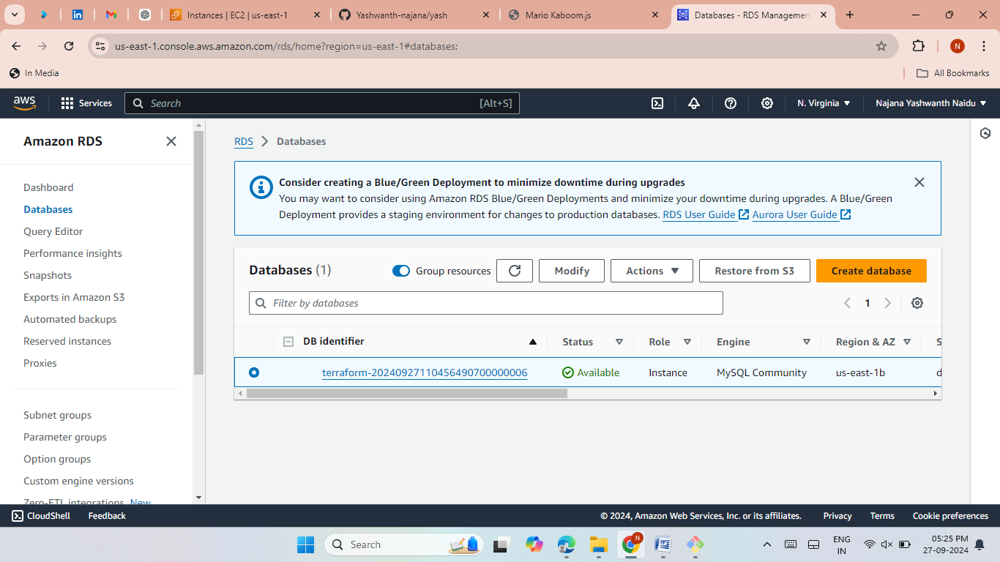 Instances | EC2 | us-east-1
Yashwanth-najana/yash
Mario Kaboom.js
Databases - RDS Management
us-east-1.console.aws.amazon.com/rds/home?region=us-east-1#databases:
N
In Media
All Bookmarks
aws
Services
Search
[Alt+S]
N. Virginia
Najana Yashwanth Naidu
Amazon RDS
RDS
Databases
Dashboard
Databases
Query Editor
Performance insights
Snapshots
Exports in Amazon S3
Automated backups
Reserved instances
Proxies
Subnet groups
Parameter groups
Option groups
Custom engine versions
Zero-ETL integrations New
Consider creating a Blue/Green Deployment to minimize downtime during upgrades
You may want to consider using Amazon RDS Blue/Green Deployments and minimize your downtime during upgrades. A Blue/Green
Deployment provides a staging environment for changes to production databases. RDS User Guide Aurora User Guide
Databases (1)
Group resources
Modify
Actions
Restore from S3
Create database
Filter by databases
1
DB identifier
Status
Role
Engine
Region & AZ
S
terraform-20240927110456490700000006
Available
Instance
MySQL Community
us-east-1b
d
CloudShell
Feedback
© 2024, Amazon Web Services, Inc. or its affiliates.
Privacy
Terms
Cookie preferences
Search
N
ENG
IN
05:25 PM
27-09-2024